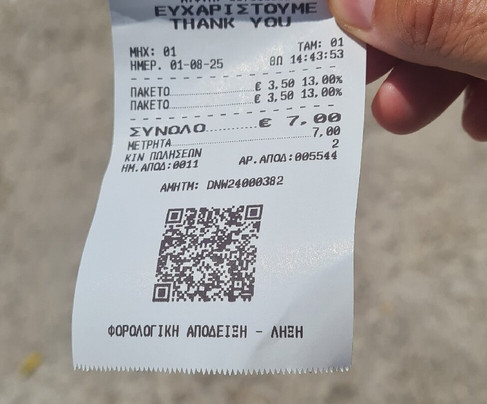 ΕΥΧΑΡΙΣΤΟΥΜΕ
THANK YOU
ΜΗΧ: 01 ΤΑΜ: 01
ΗΜΕΡ. 01-08-25 ΘΩ 14:43:53
ΠΑΚΕΤΟ € 3,50 13,00%
ΠΑΚΕΤΟ € 3,50 13,00%
ΣΥΝΟΛΟ € 7,00
ΜΕΤΡΗΤΑ 7,00
ΚΙΝ ΠΩΛΗΣΕΩΝ 2
ΗΜ.ΑΠΟΔ:0011 ΑΡ.ΑΠΟΔ:005544
ΑΜΗΤΜ: DNW24000382
ΦΟΡΟΛΟΓΙΚΗ ΑΠΟΔΕΙΞΗ - ΛΗΞΗ